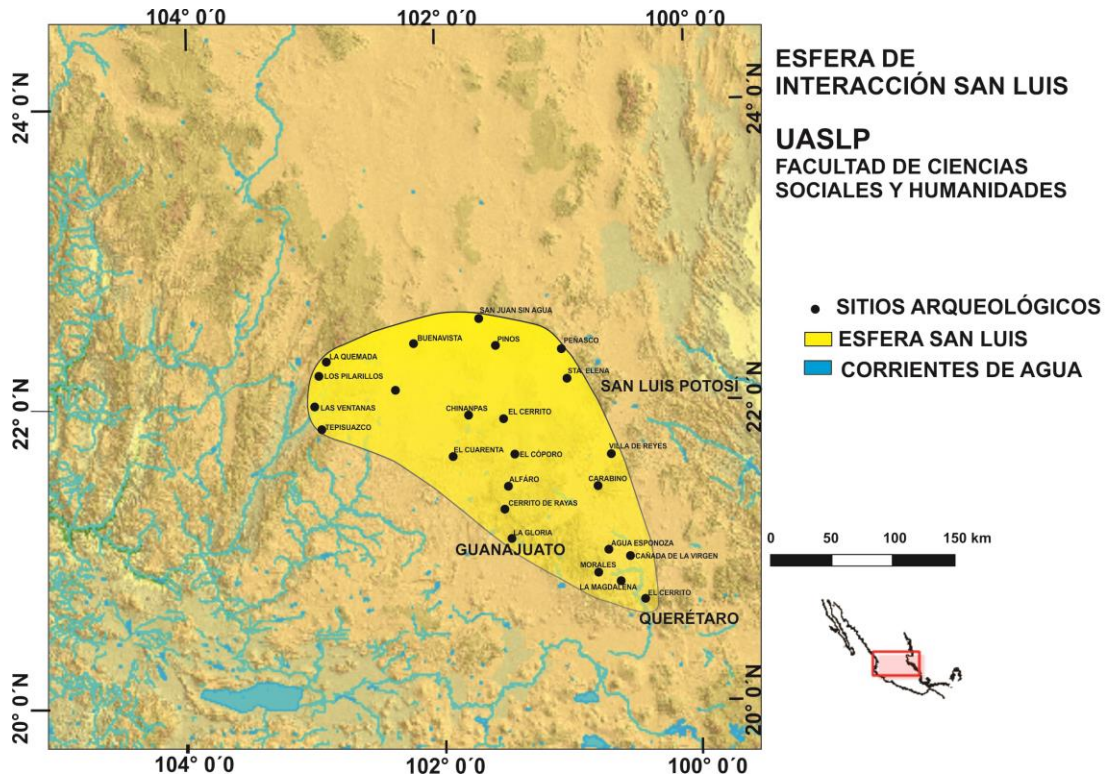 104° 0´0
102° 0´0
100° 0´0
24° 0´N
24° 0´N
ESFERA DE
INTERACCIÓN SAN LUIS
UASLP
FACULTAD DE CIENCIAS
SOCIALES Y HUMANIDADES
SITIOS ARQUEOLÓGICOS
ESFERA SAN LUIS
CORRIENTES DE AGUA
SAN JUAN SIN AGUA
BUENAVISTA
PINOS
PEÑASCO
LA QUEMADA
LOS PILARILLOS
STA. ELENA
SAN LUIS POTOSÍ
22° 0´N
22° 0´N
LAS VENTANAS
CHINANPAS
EL CERRITO
TEPISUAZCO
EL CUARENTA
EL CÓPORO
VILLA DE REYES
ALFÁRO
CARABINO
CERRITO DE RAYAS
LA GLORIA
GUANAJUATO
AGUA ESPONOZA
CAÑADA DE LA VIRGEN
MORALES
LA MAGDALENA
EL CERRITO
QUERÉTARO
0 50 100 150 km
20° 0´N
20° 0´N
104° 0´0
102° 0´0
100° 0´0